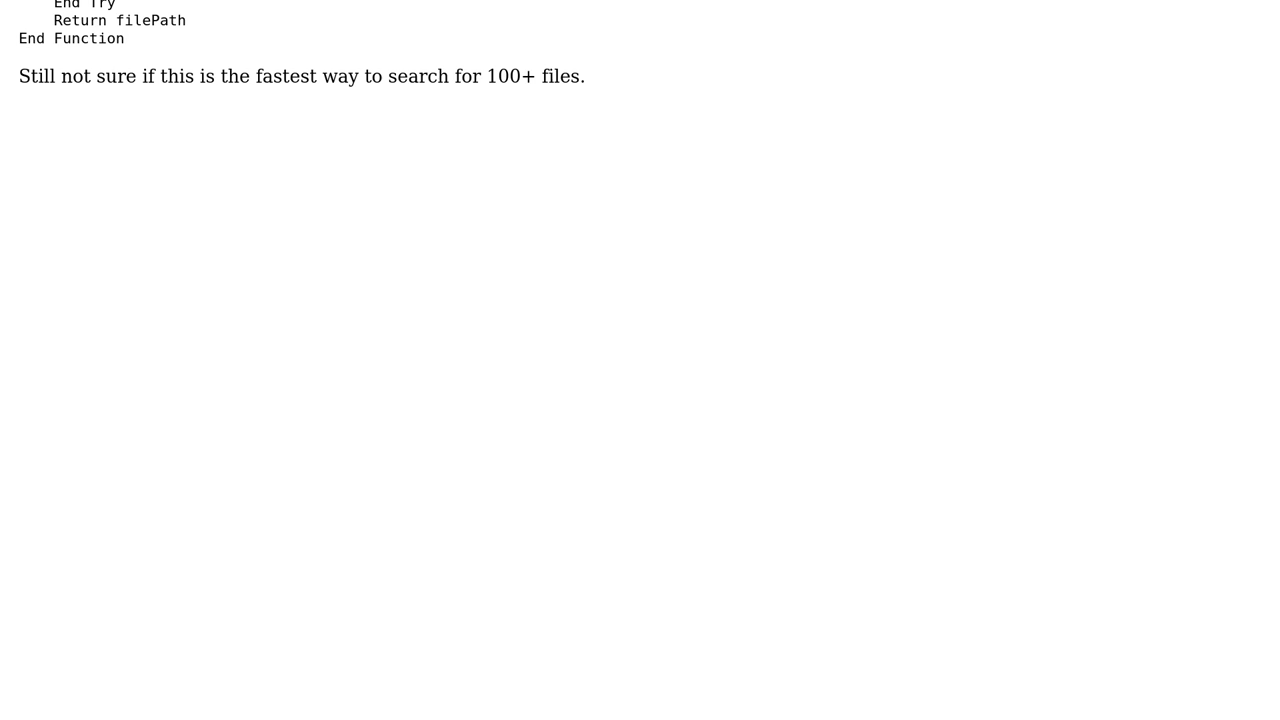 End Try
    Return filePath
End Function
Still not sure if this is the fastest way to search for 100+ files.